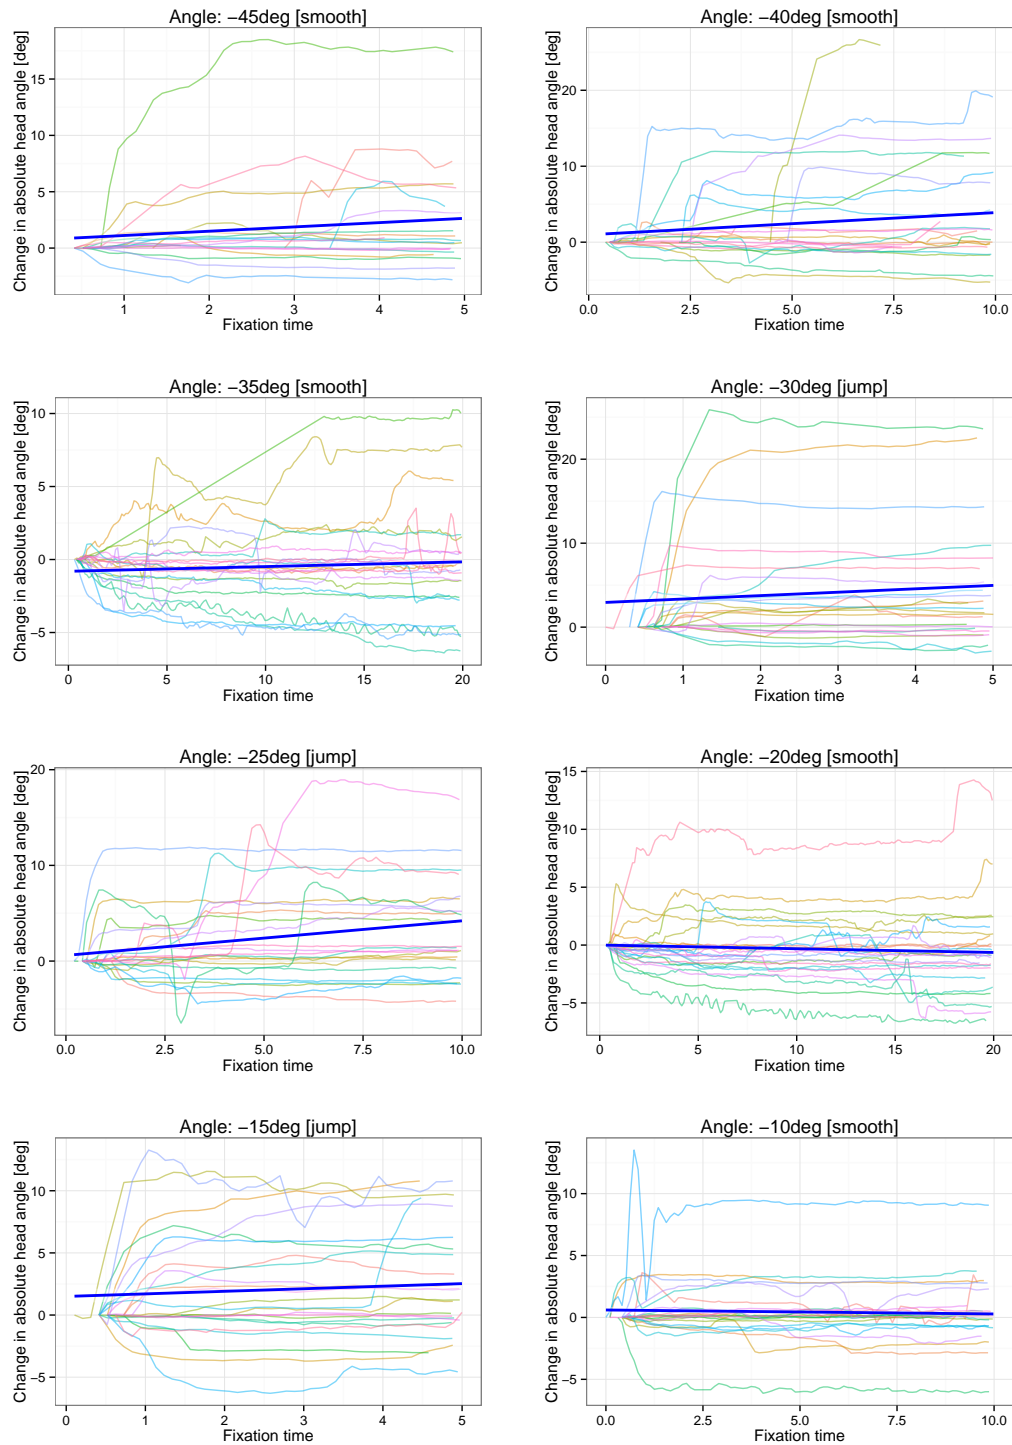 Angle: −45deg [smooth]
Change in absolute head angle [deg]
15
10
5
0
1 2 3 4 5
Fixation time
Angle: −40deg [smooth]
Change in absolute head angle [deg]
20
10
0
0.0 2.5 5.0 7.5 10.0
Fixation time
Angle: −35deg [smooth]
Change in absolute head angle [deg]
10
5
0
−5
0 5 10 15 20
Fixation time
Angle: −30deg [jump]
Change in absolute head angle [deg]
20
10
0
0 1 2 3 4 5
Fixation time
Angle: −25deg [jump]
Change in absolute head angle [deg]
20
10
0
0.0 2.5 5.0 7.5 10.0
Fixation time
Angle: −20deg [smooth]
Change in absolute head angle [deg]
15
10
5
0
−5
0 5 10 15 20
Fixation time
Angle: −15deg [jump]
Change in absolute head angle [deg]
10
5
0
−5
0 1 2 3 4 5
Fixation time
Angle: −10deg [smooth]
Change in absolute head angle [deg]
10
5
0
−5
0.0 2.5 5.0 7.5 10.0
Fixation time